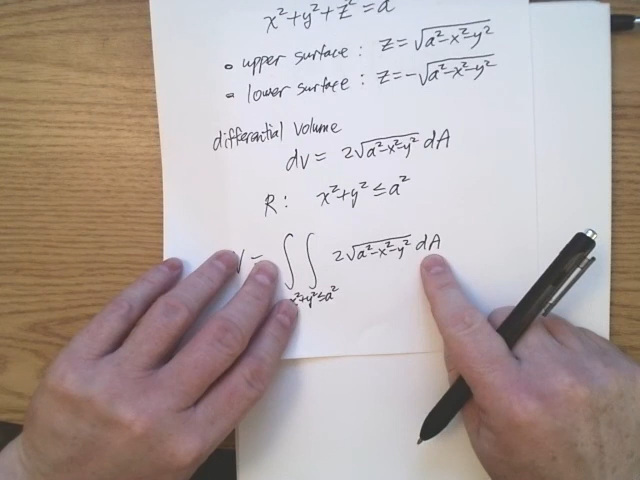 x²+y²+z²=a
• upper surface: z=√(a²-x²-y²)
• lower surface: z=-√(a²-x²-y²)
differential volume
dV= 2√(a²-x²-y²) dA
R: x²+y²≤a²
V= ∫∫ 2√(a²-x²-y²) dA
x²+y²≤a²